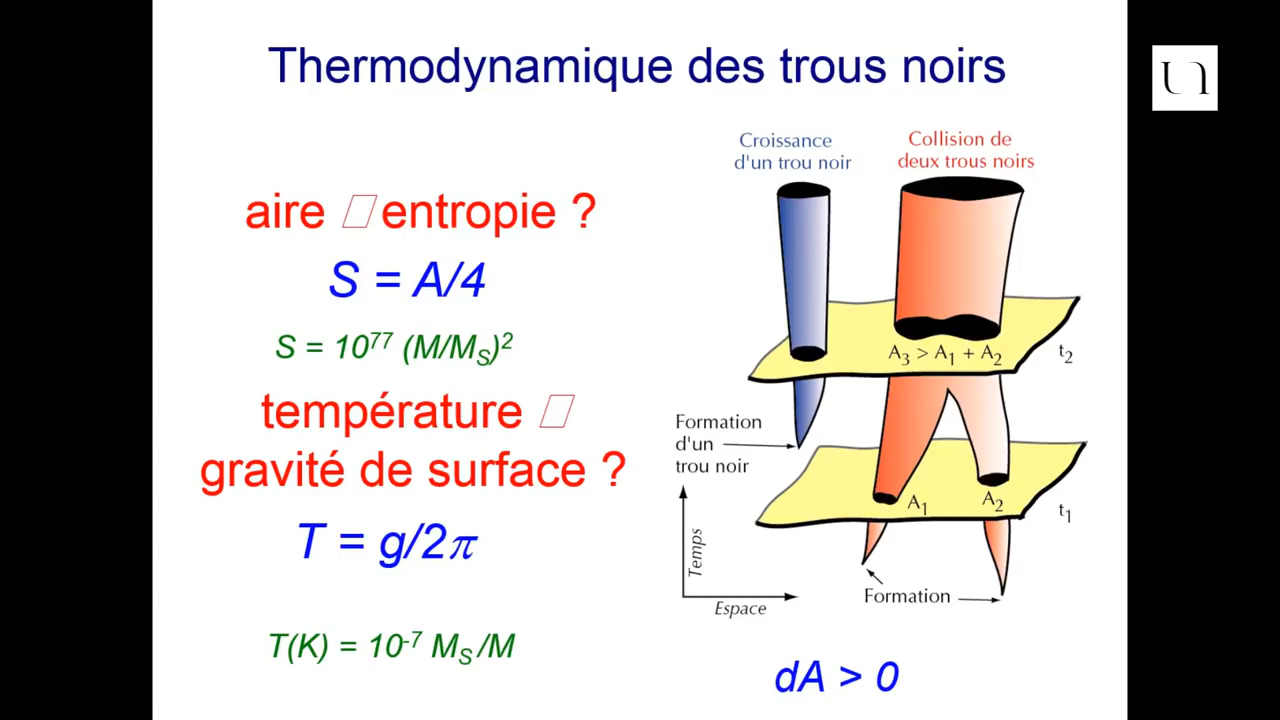 Thermodynamique des trous noirs
aire entropie ?
S = A/4
S = 10⁷⁷ (M/M_S)²
température
gravité de surface ?
T = g/2π
T(K) = 10⁻⁷ M_S/M
Croissance
d'un trou noir
Collision de
deux trous noirs
A₃ > A₁ + A₂
t₂
Formation
d'un
trou noir
A₁
A₂
t₁
Temps
Espace
Formation
dA > 0